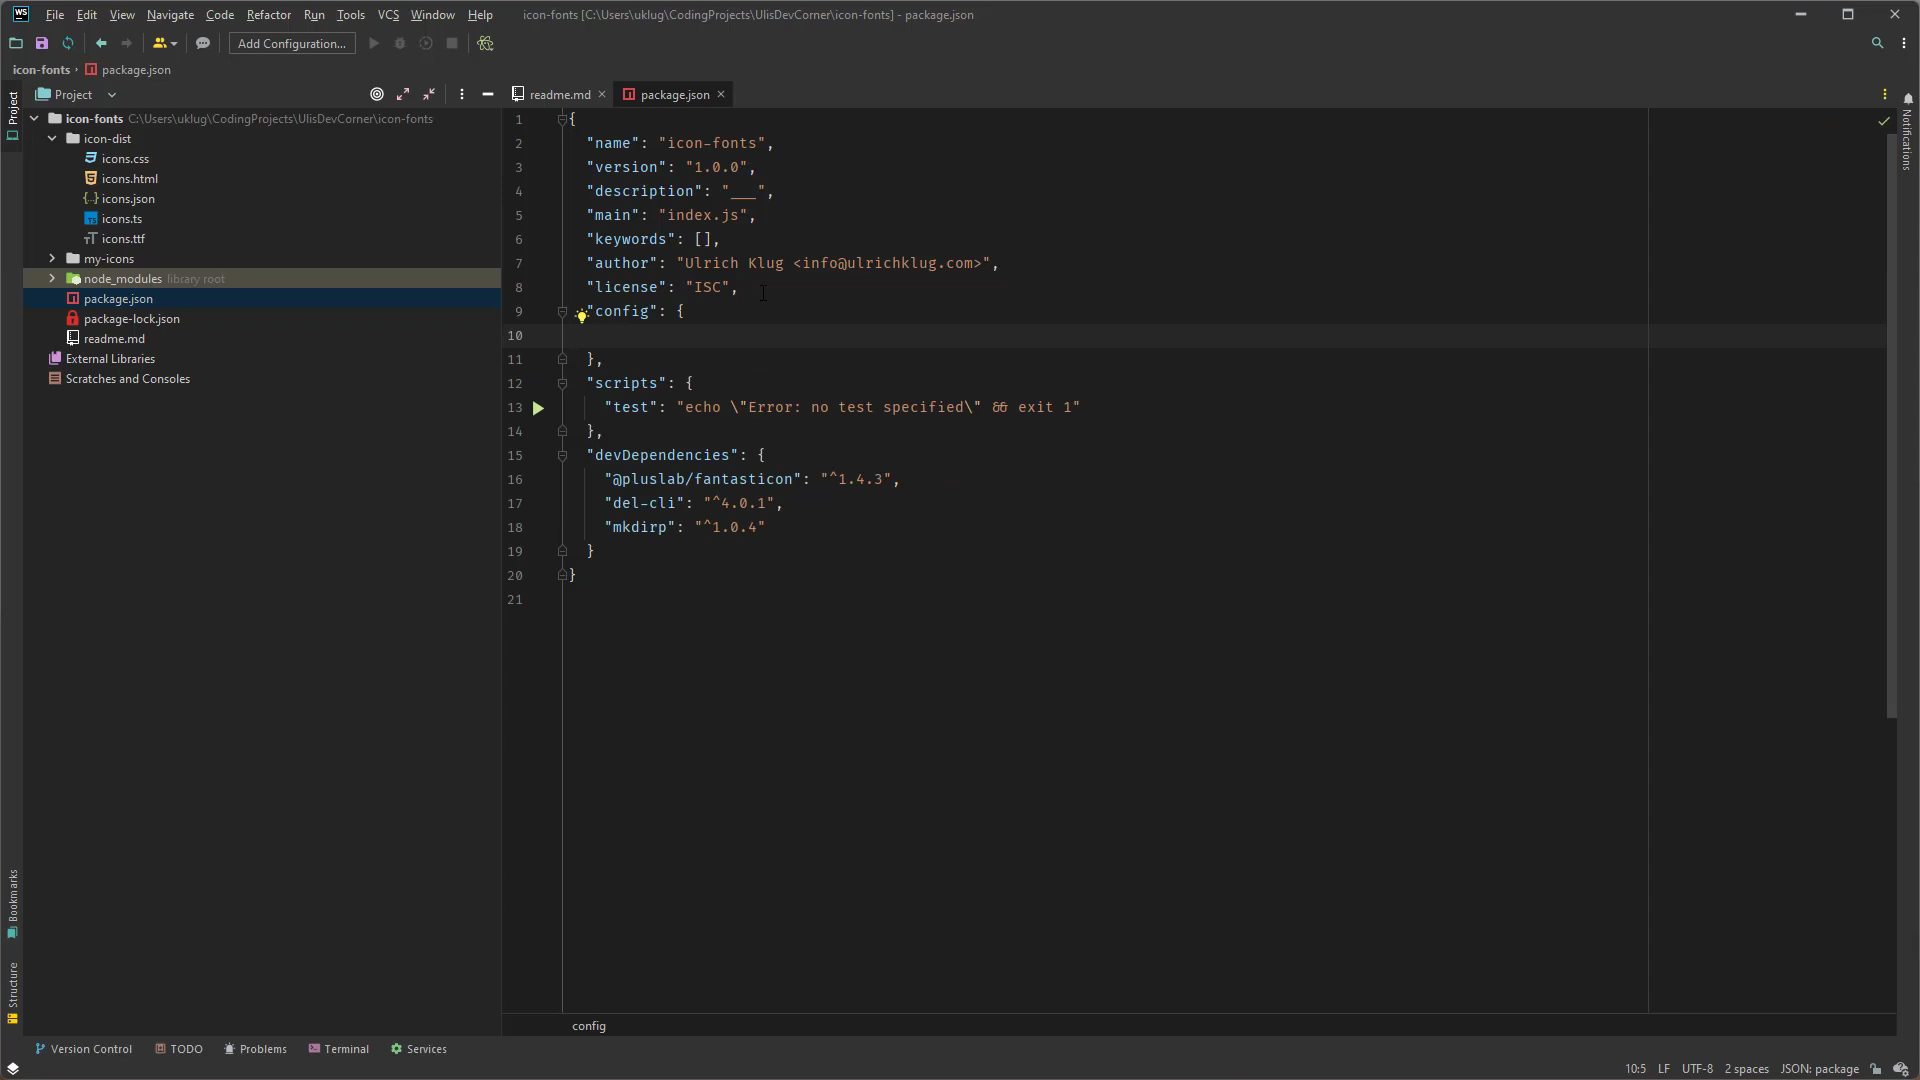 WS File Edit View Navigate Code Refactor Run Tools VCS Window Help icon-fonts [C:\Users\uklug\CodingProjects\UlisDevCorner\icon-fonts] - package.json
Add Configuration...
icon-fonts › package.json
Project
Project
readme.md
package.json
Notifications
icon-fonts C:\Users\uklug\CodingProjects\UlisDevCorner\icon-fonts
icon-dist
icons.css
icons.html
icons.json
icons.ts
icons.ttf
my-icons
node_modules library root
package.json
package-lock.json
readme.md
External Libraries
Scratches and Consoles
1 {
2 "name": "icon-fonts",
3 "version": "1.0.0",
4 "description": "___",
5 "main": "index.js",
6 "keywords": [],
7 "author": "Ulrich Klug <info@ulrichklug.com>",
8 "license": "ISC",
9 "config": {
10
11 },
12 "scripts": {
13 "test": "echo \"Error: no test specified\" && exit 1"
14 },
15 "devDependencies": {
16 "@pluslab/fantasticon": "^1.4.3",
17 "del-cli": "^4.0.1",
18 "mkdirp": "^1.0.4"
19 }
20 }
21
Bookmarks
Structure
config
Version Control TODO Problems Terminal Services
10:5 LF UTF-8 2 spaces JSON: package